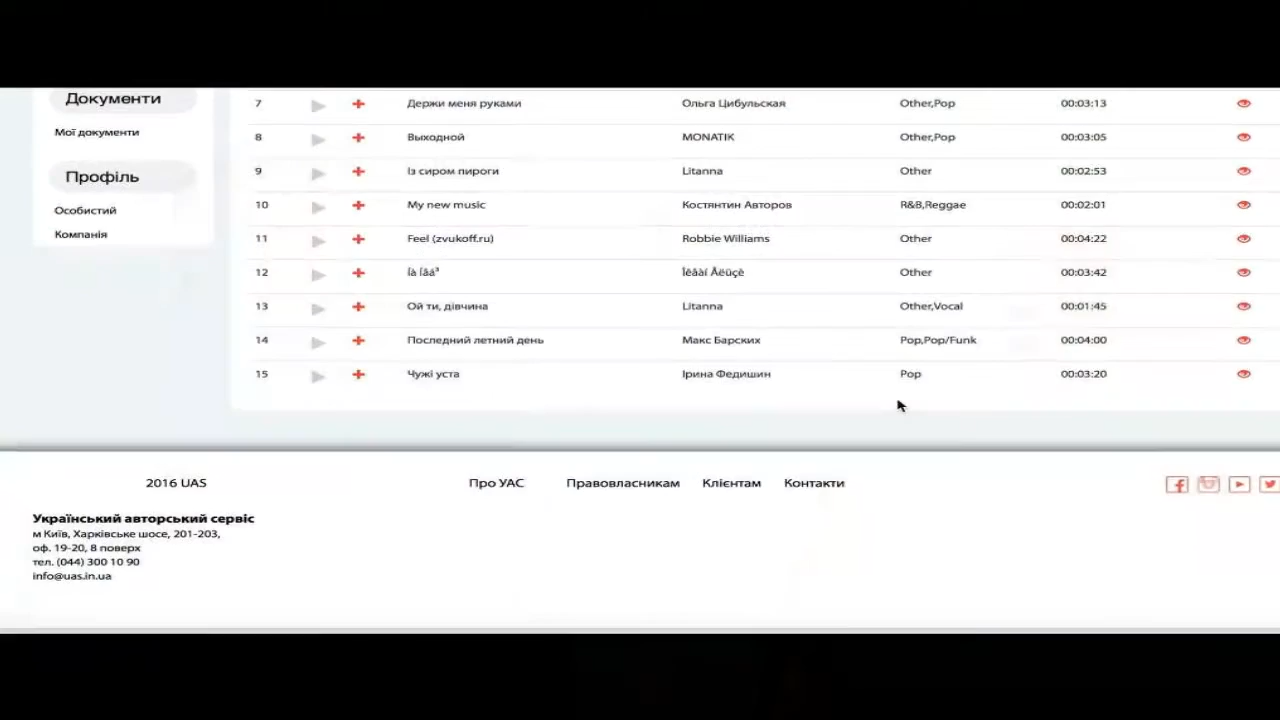 Документи
Мої документи
Профіль
Особистий
Компанія
7 Держи меня руками Ольга Цибульская Other,Pop 00:03:13
8 Выходной MONATIK Other,Pop 00:03:05
9 Із сиром пироги Litanna Other 00:02:53
10 My new music Костянтин Авторов R&B,Reggae 00:02:01
11 Feel (zvukoff.ru) Robbie Williams Other 00:04:22
12 Íà íåá³ Other 00:03:42
13 Ой ти, дівчина Litanna Other,Vocal 00:01:45
14 Последний летний день Макс Барских Pop,Pop/Funk 00:04:00
15 Чужі уста Ірина Федишин Pop 00:03:20
2016 UAS Про УАС Правовласникам Клієнтам Контакти
Український авторський сервіс
м Київ, Харківське шосе, 201-203,
оф. 19-20, 8 поверх
тел. (044) 300 10 90
info@uas.in.ua